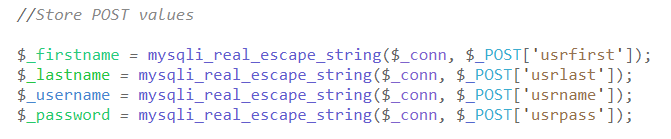 //Store POST values
$_firstname = mysqli_real_escape_string($_conn, $_POST['usrfirst']);
$_lastname = mysqli_real_escape_string($_conn, $_POST['usrlast']);
$_username = mysqli_real_escape_string($_conn, $_POST['usrname']);
$_password = mysqli_real_escape_string($_conn, $_POST['usrpass']);